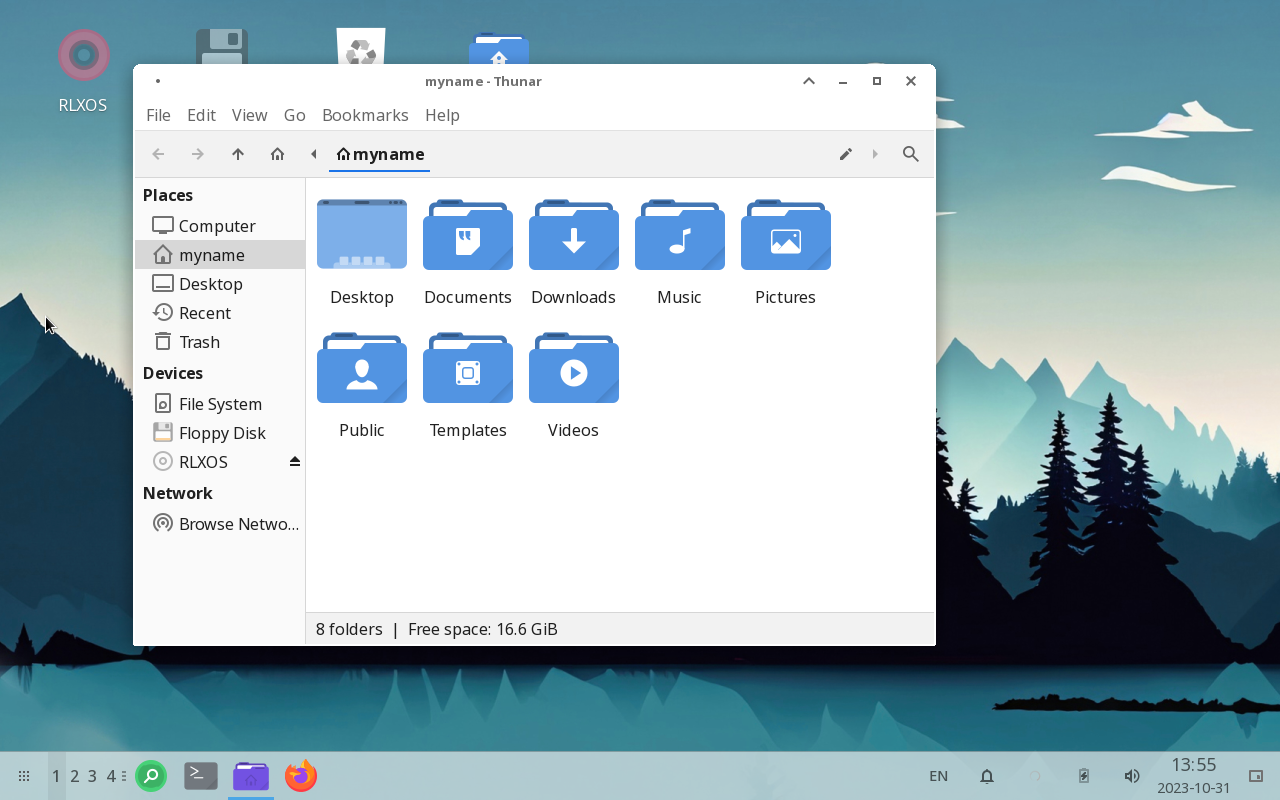 RLXOS
myname - Thunar
File Edit View Go Bookmarks Help
myname
Places
Computer
myname
Desktop
Recent
Trash
Devices
File System
Floppy Disk
RLXOS
Network
Browse Netwo...
Desktop Documents Downloads Music Pictures
Public Templates Videos
8 folders | Free space: 16.6 GiB
1 2 3 4
EN
13:55
2023-10-31